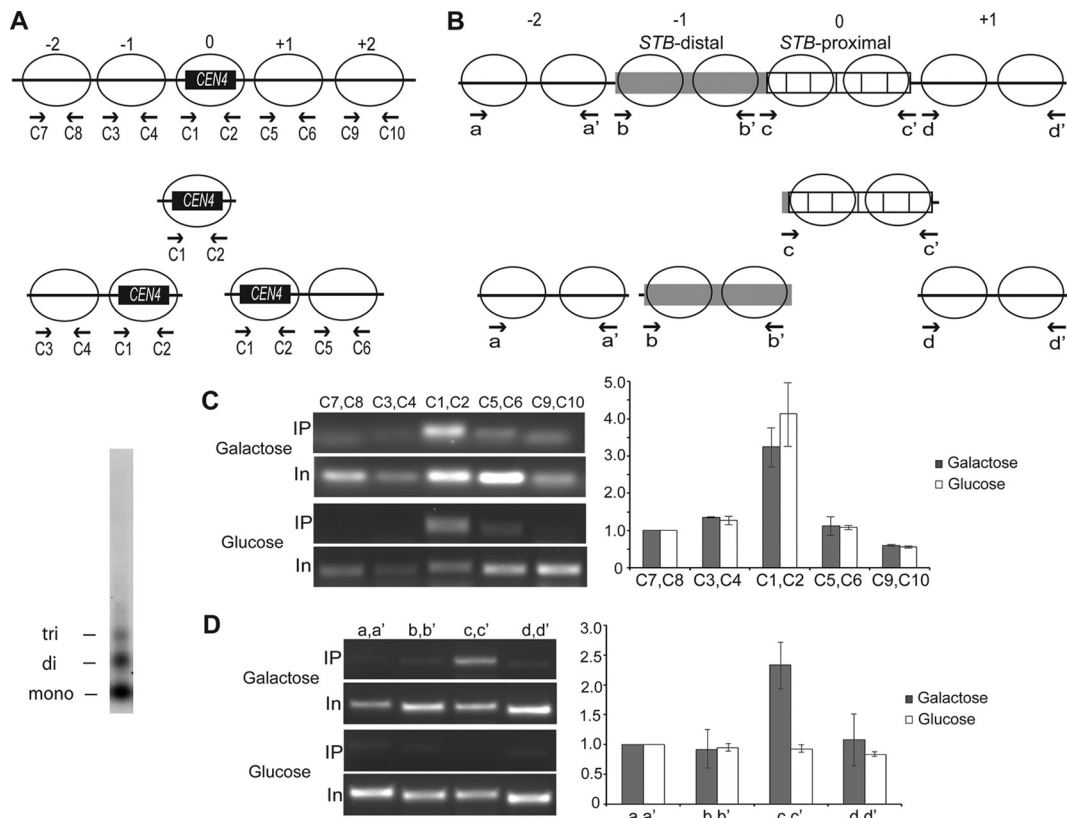 A
-2 -1 0 +1 +2
CEN4
C7 C8 C3 C4 C1 C2 C5 C6 C9 C10
CEN4
C1 C2
CEN4 CEN4
C3 C4 C1 C2 C1 C2 C5 C6
B
-2 -1 0 +1
STB-distal STB-proximal
a a' b b' c c' d d'
c c'
a a' b b' d d'
tri
di
mono
C
C7,C8 C3,C4 C1,C2 C5,C6 C9,C10
Galactose
IP
In
Glucose
IP
In
5.0
4.0
3.0
2.0
1.0
0
C7,C8 C3,C4 C1,C2 C5,C6 C9,C10
Galactose
Glucose
D
a,a' b,b' c,c' d,d'
Galactose
IP
In
Glucose
IP
In
3.0
2.5
2.0
1.5
1.0
0.5
0
a,a' b,b' c,c' d,d'
Galactose
Glucose